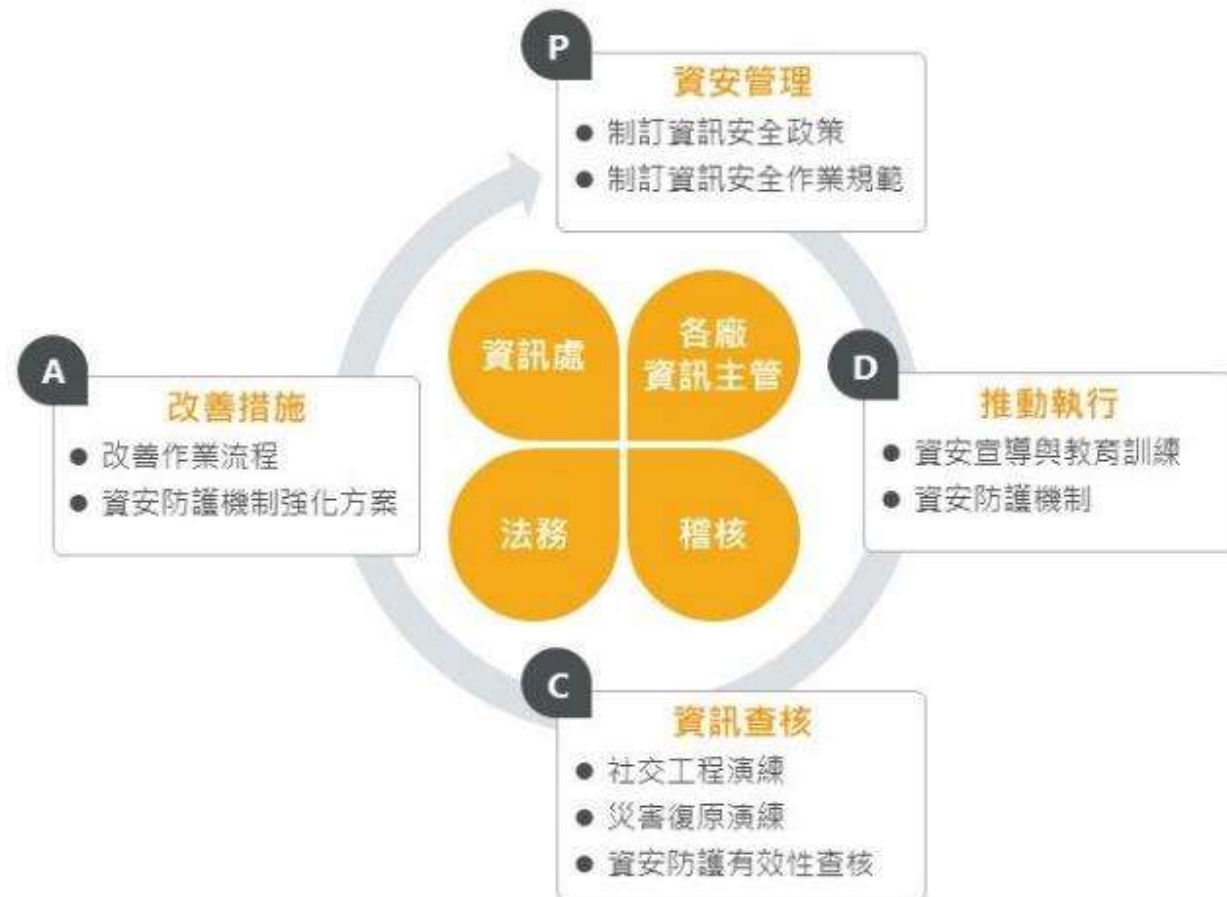 P
資安管理
● 制訂資訊安全政策
● 制訂資訊安全作業規範
D
推動執行
● 資安宣導與教育訓練
● 資安防護機制
C
資訊查核
● 社交工程演練
● 災害復原演練
● 資安防護有效性查核
A
改善措施
● 改善作業流程
● 資安防護機制強化方案
資訊處
各廠
資訊主管
法務
稽核